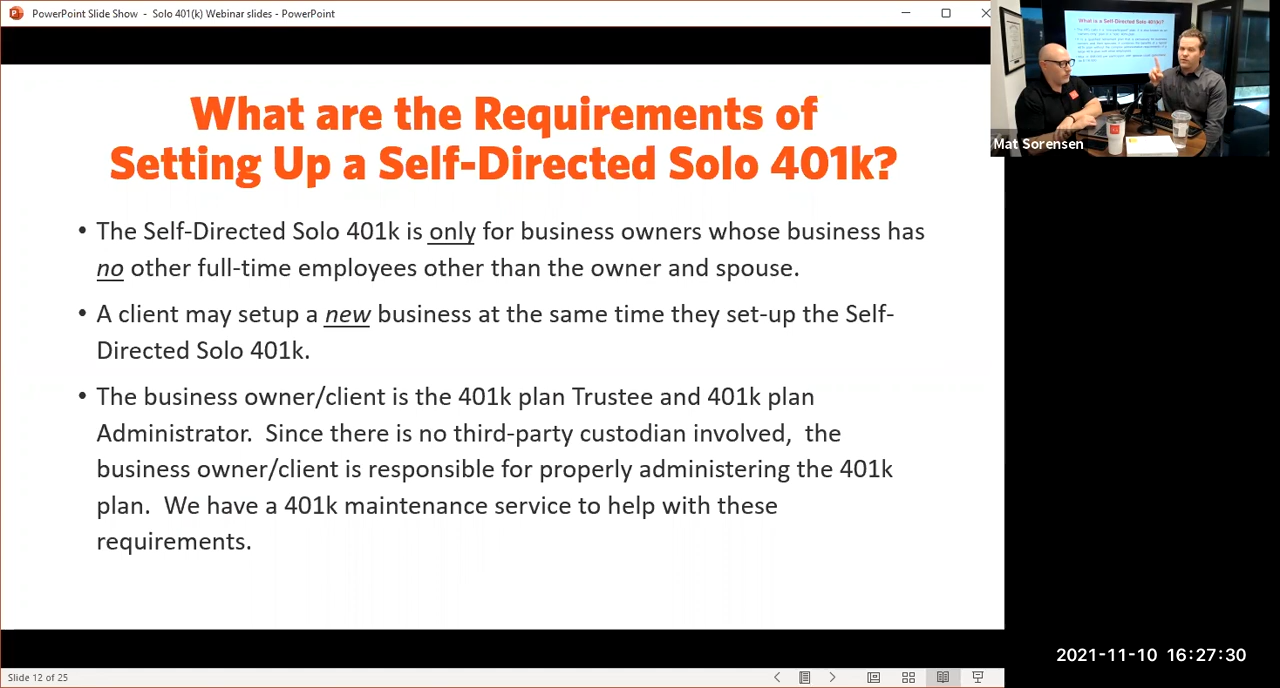 PowerPoint Slide Show - Solo 401(k) Webinar slides - PowerPoint
What is a Self-Directed Solo 401(k)?
Mat Sorensen
What are the Requirements of
Setting Up a Self-Directed Solo 401k?
• The Self-Directed Solo 401k is only for business owners whose business has
no other full-time employees other than the owner and spouse.
• A client may setup a new business at the same time they set-up the Self-
Directed Solo 401k.
• The business owner/client is the 401k plan Trustee and 401k plan
Administrator.  Since there is no third-party custodian involved,  the
business owner/client is responsible for properly administering the 401k
plan.  We have a 401k maintenance service to help with these
requirements.
2021-11-10 16:27:30
Slide 12 of 25